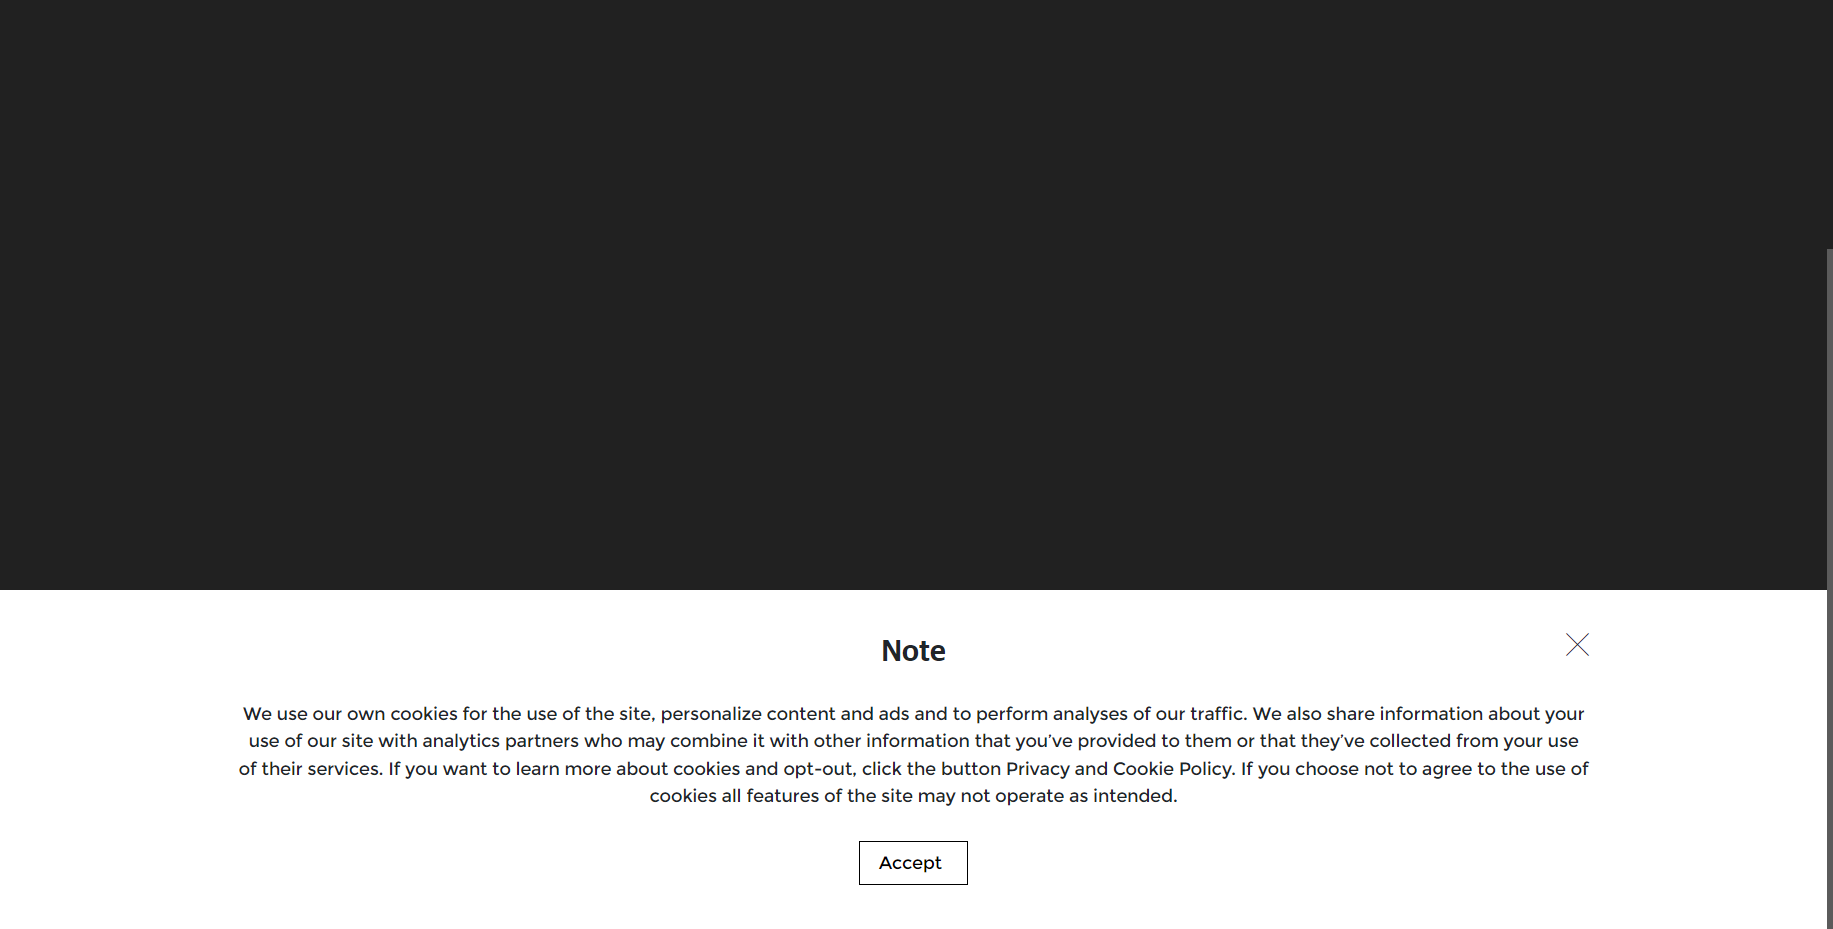 Note
We use our own cookies for the use of the site, personalize content and ads and to perform analyses of our traffic. We also share information about your
use of our site with analytics partners who may combine it with other information that you’ve provided to them or that they’ve collected from your use
of their services. If you want to learn more about cookies and opt-out, click the button Privacy and Cookie Policy. If you choose not to agree to the use of
cookies all features of the site may not operate as intended.
Accept